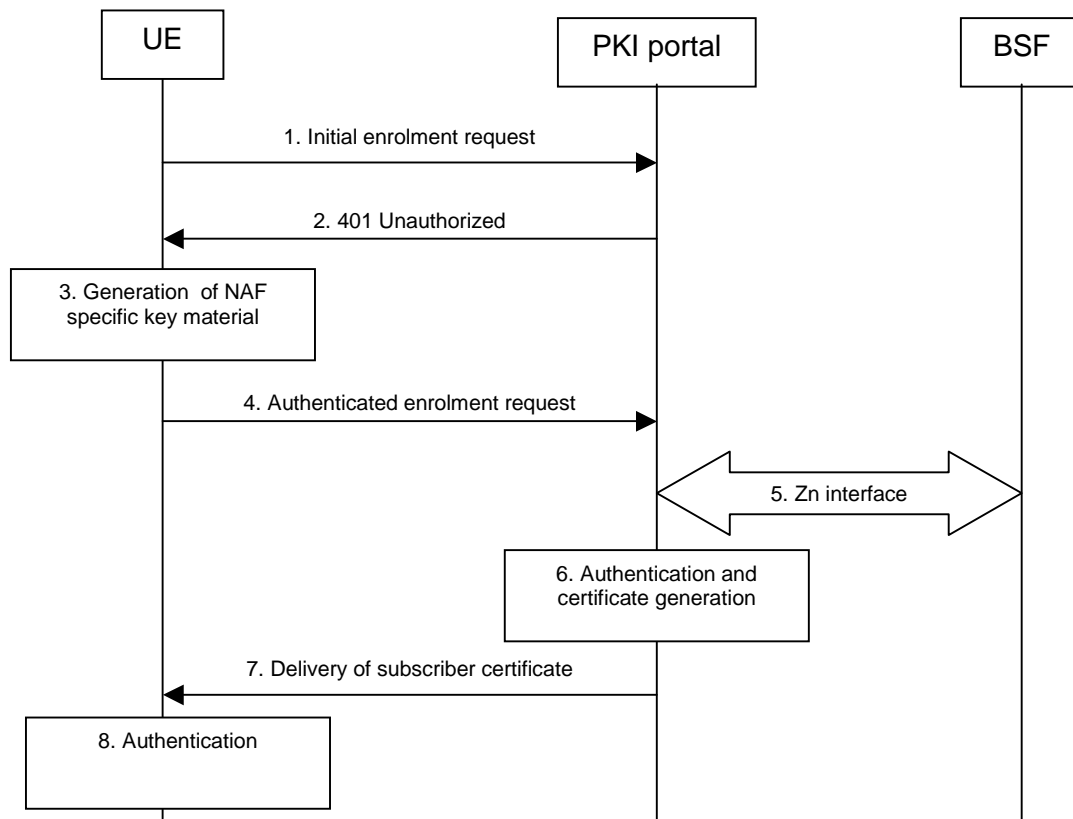 UE
PKI portal
BSF
1. Initial enrolment request
2. 401 Unauthorized
3. Generation of NAF
specific key material
4. Authenticated enrolment request
5. Zn interface
6. Authentication and
certificate generation
7. Delivery of subscriber certificate
8. Authentication